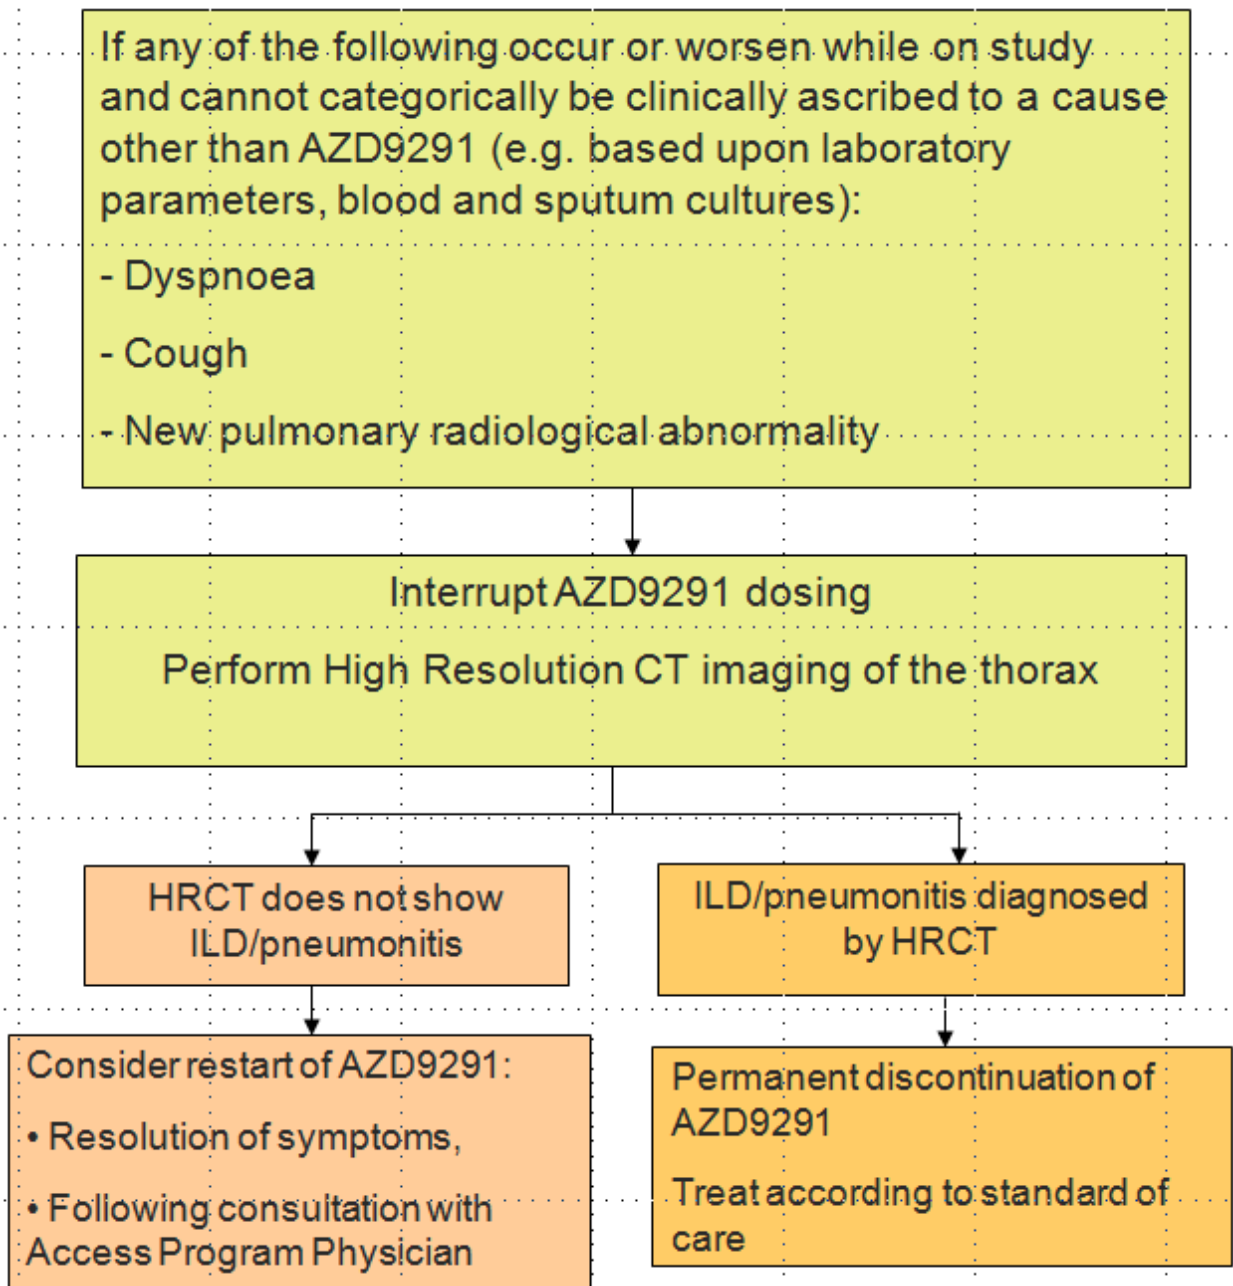 If any of the following occur or worsen while on study
and cannot categorically be clinically ascribed to a cause
other than AZD9291 (e.g. based upon laboratory
parameters, blood and sputum cultures):
- Dyspnoea
- Cough
- New pulmonary radiological abnormality
Interrupt AZD9291 dosing
Perform High Resolution CT imaging of the thorax
HRCT does not show
ILD/pneumonitis
ILD/pneumonitis diagnosed
by HRCT
Consider restart of AZD9291:
• Resolution of symptoms,
• Following consultation with
Access Program Physician
Permanent discontinuation of
AZD9291
Treat according to standard of
care